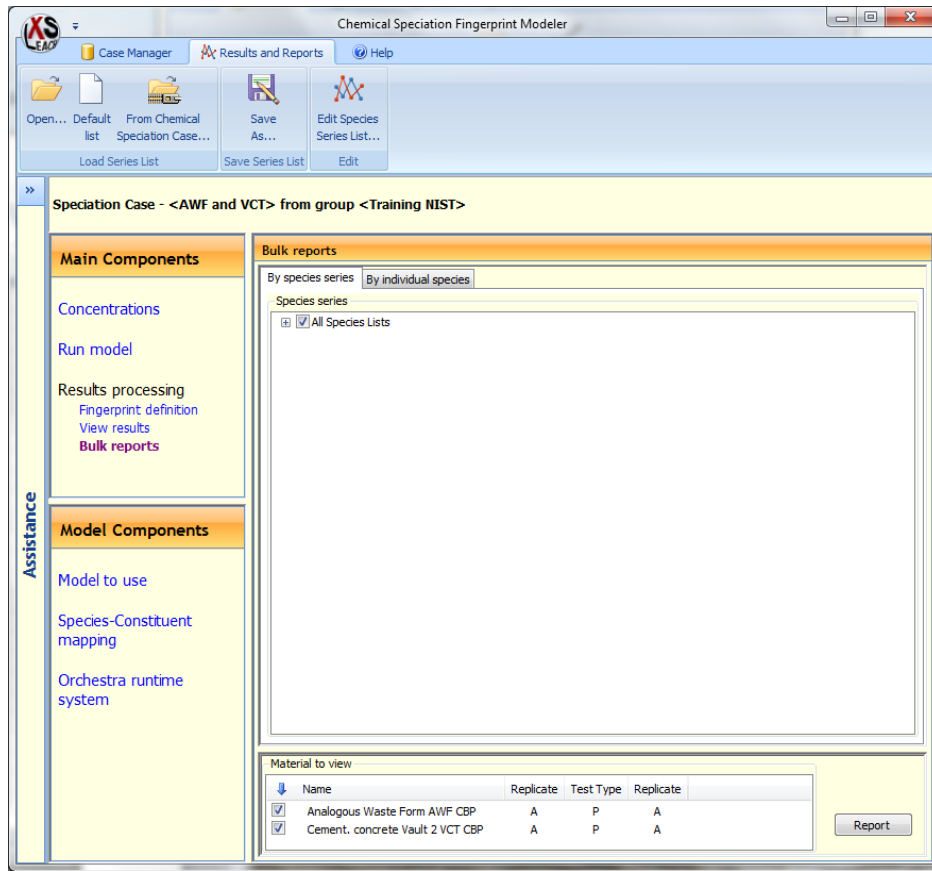 Chemical Speciation Fingerprint Modeler
XS
LEACH
Case Manager
Results and Reports
Help
Open...
Default
list
From Chemical
Speciation Case...
Save
As...
Edit Species
Series List...
Load Series List
Save Series List
Edit
»
Speciation Case - <AWF and VCT> from group <Training NIST>
Assistance
Main Components
Concentrations
Run model
Results processing
Fingerprint definition
View results
Bulk reports
Model Components
Model to use
Species-Constituent
mapping
Orchestra runtime
system
Bulk reports
By species series
By individual species
Species series
All Species Lists
Material to view
Name Replicate Test Type Replicate
Analogous Waste Form AWF CBP A P A
Cement. concrete Vault 2 VCT CBP A P A
Report